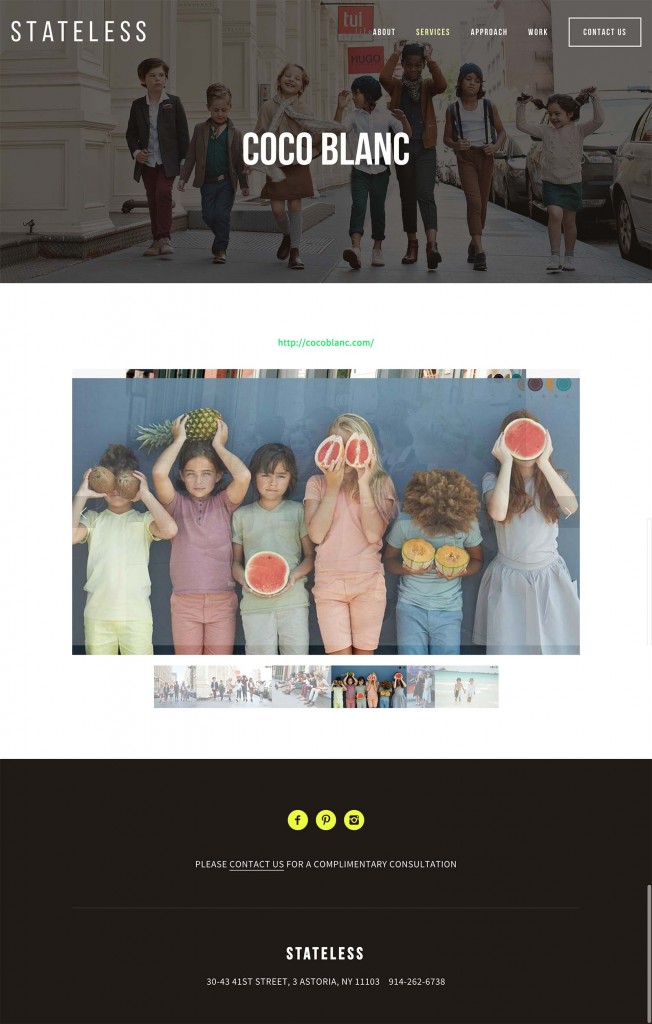 STATELESS
tui
HUGO
ABOUT SERVICES APPROACH WORK CONTACT US
COCO BLANC
http://cocoblanc.com/
PLEASE CONTACT US FOR A COMPLIMENTARY CONSULTATION
STATELESS
30-43 41ST STREET, 3 ASTORIA, NY 11103 914-262-6738